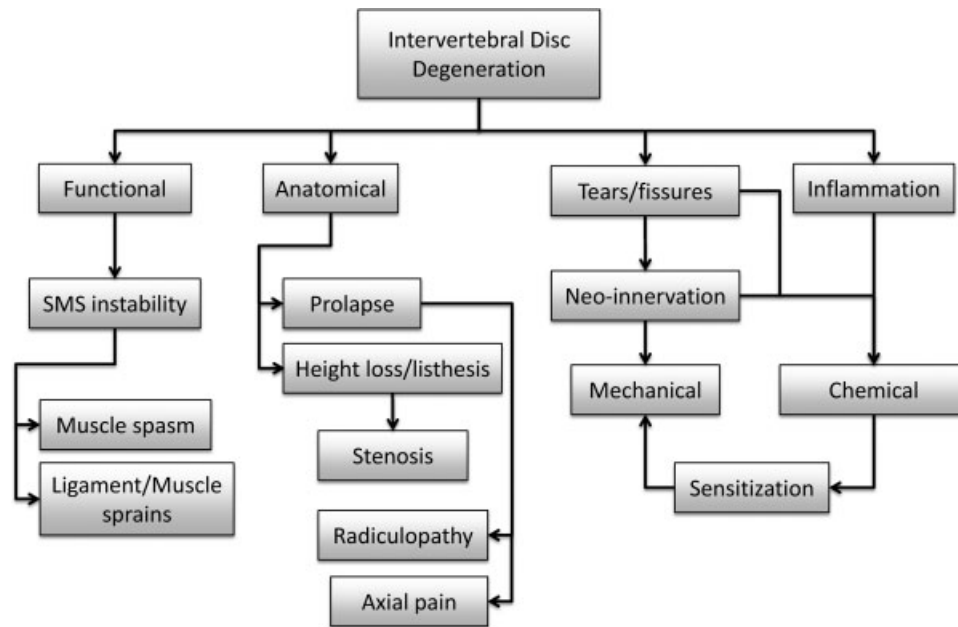 Intervertebral Disc
Degeneration
Functional
Anatomical
Tears/fissures
Inflammation
SMS instability
Prolapse
Neo-innervation
Height loss/listhesis
Mechanical
Chemical
Muscle spasm
Stenosis
Ligament/Muscle
sprains
Sensitization
Radiculopathy
Axial pain